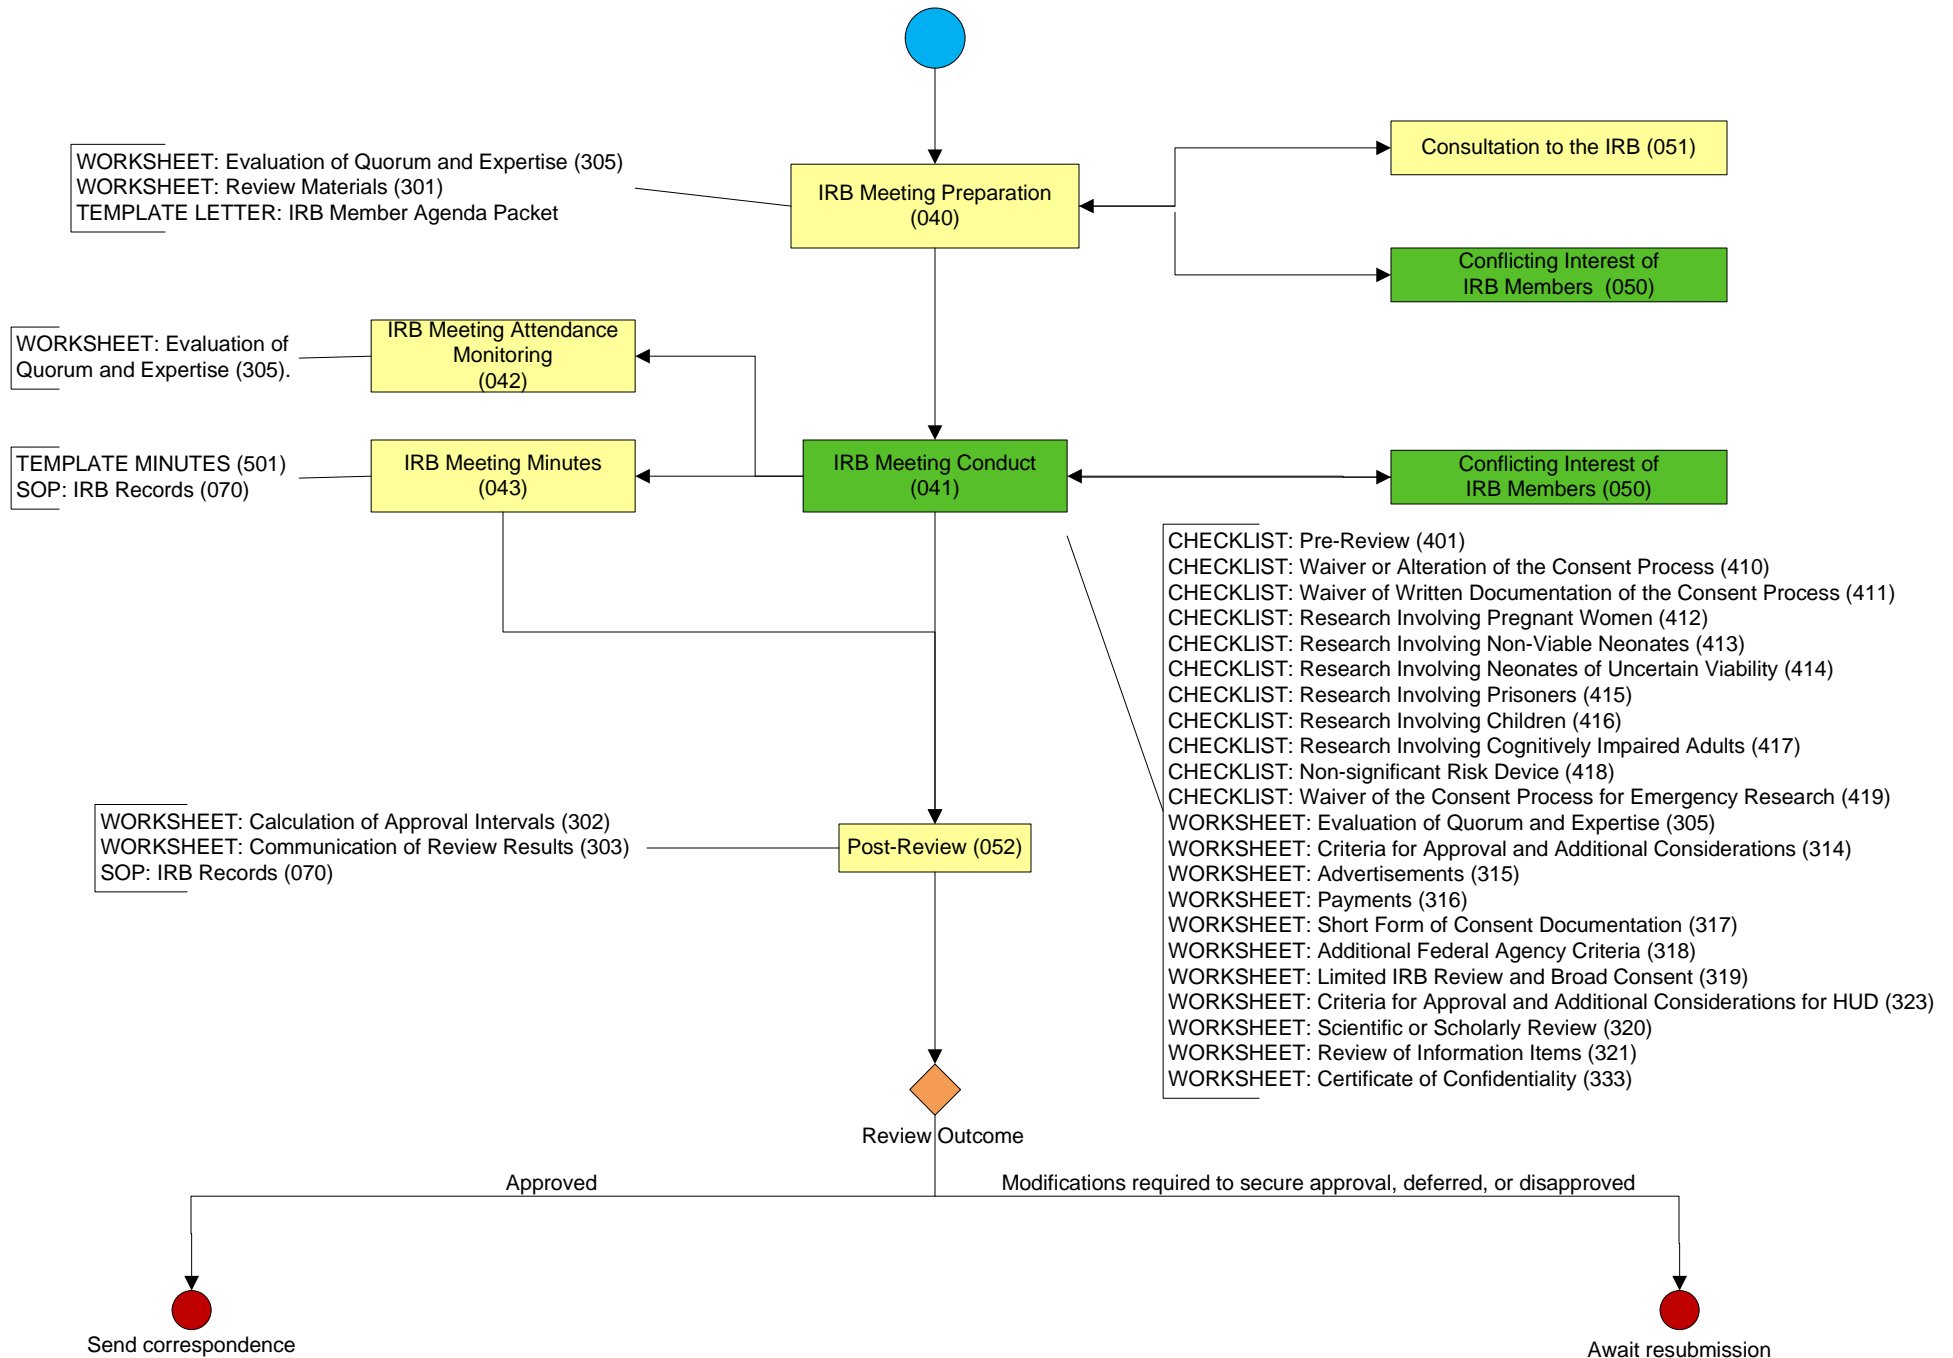 WORKSHEET: Evaluation of Quorum and Expertise (305)
WORKSHEET: Review Materials (301)
TEMPLATE LETTER: IRB Member Agenda Packet
IRB Meeting Preparation
(040)
Consultation to the IRB (051)
Conflicting Interest of
IRB Members (050)
WORKSHEET: Evaluation of
Quorum and Expertise (305).
IRB Meeting Attendance
Monitoring
(042)
TEMPLATE MINUTES (501)
SOP: IRB Records (070)
IRB Meeting Minutes
(043)
IRB Meeting Conduct
(041)
Conflicting Interest of
IRB Members (050)
CHECKLIST: Pre-Review (401)
CHECKLIST: Waiver or Alteration of the Consent Process (410)
CHECKLIST: Waiver of Written Documentation of the Consent Process (411)
CHECKLIST: Research Involving Pregnant Women (412)
CHECKLIST: Research Involving Non-Viable Neonates (413)
CHECKLIST: Research Involving Neonates of Uncertain Viability (414)
CHECKLIST: Research Involving Prisoners (415)
CHECKLIST: Research Involving Children (416)
CHECKLIST: Research Involving Cognitively Impaired Adults (417)
CHECKLIST: Non-significant Risk Device (418)
CHECKLIST: Waiver of the Consent Process for Emergency Research (419)
WORKSHEET: Evaluation of Quorum and Expertise (305)
WORKSHEET: Criteria for Approval and Additional Considerations (314)
WORKSHEET: Advertisements (315)
WORKSHEET: Payments (316)
WORKSHEET: Short Form of Consent Documentation (317)
WORKSHEET: Additional Federal Agency Criteria (318)
WORKSHEET: Limited IRB Review and Broad Consent (319)
WORKSHEET: Criteria for Approval and Additional Considerations for HUD (323)
WORKSHEET: Scientific or Scholarly Review (320)
WORKSHEET: Review of Information Items (321)
WORKSHEET: Certificate of Confidentiality (333)
WORKSHEET: Calculation of Approval Intervals (302)
WORKSHEET: Communication of Review Results (303)
SOP: IRB Records (070)
Post-Review (052)
Review Outcome
Approved
Modifications required to secure approval, deferred, or disapproved
Send correspondence
Await resubmission